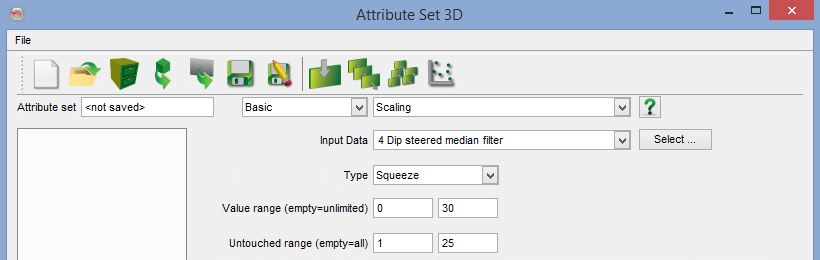 Attribute Set 3D
File
Attribute set <not saved> Basic Scaling ?
Input Data 4 Dip steered median filter Select ...
Type Squeeze
Value range (empty=unlimited) 0 30
Untouched range (empty=all) 1 25